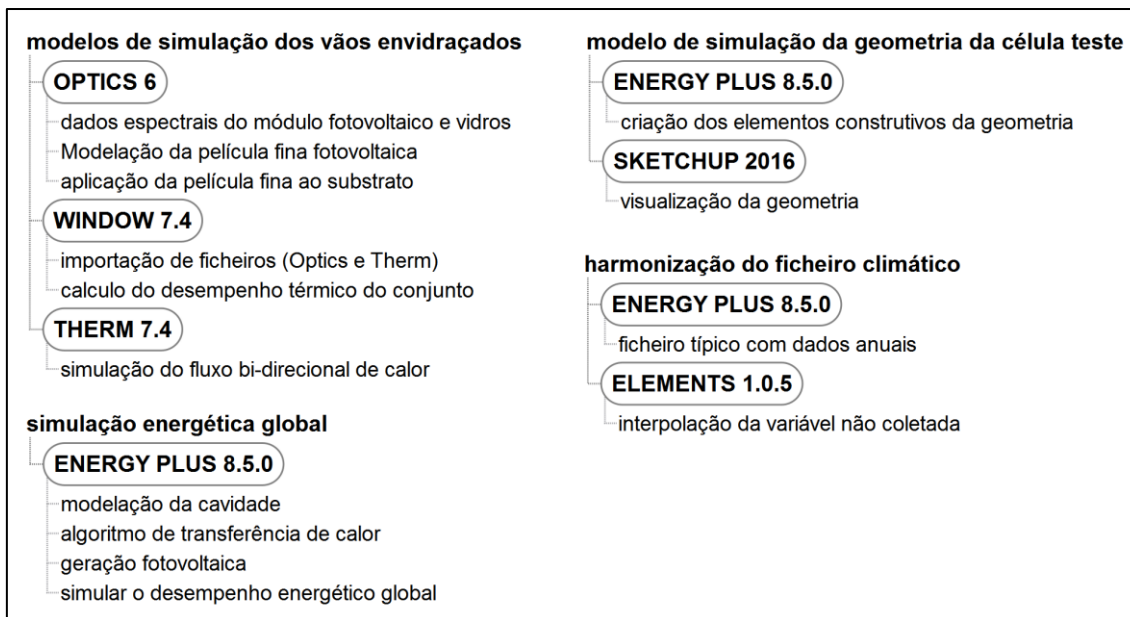 modelos de simulação dos vãos envidraçados
OPTICS 6
dados espectrais do módulo fotovoltaico e vidros
Modelação da película fina fotovoltaica
aplicação da película fina ao substrato
WINDOW 7.4
importação de ficheiros (Optics e Therm)
calculo do desempenho térmico do conjunto
THERM 7.4
simulação do fluxo bi-direcional de calor
simulação energética global
ENERGY PLUS 8.5.0
modelação da cavidade
algoritmo de transferência de calor
geração fotovoltaica
simular o desempenho energético global
modelo de simulação da geometria da célula teste
ENERGY PLUS 8.5.0
criação dos elementos construtivos da geometria
SKETCHUP 2016
visualização da geometria
harmonização do ficheiro climático
ENERGY PLUS 8.5.0
ficheiro típico com dados anuais
ELEMENTS 1.0.5
interpolação da variável não coletada